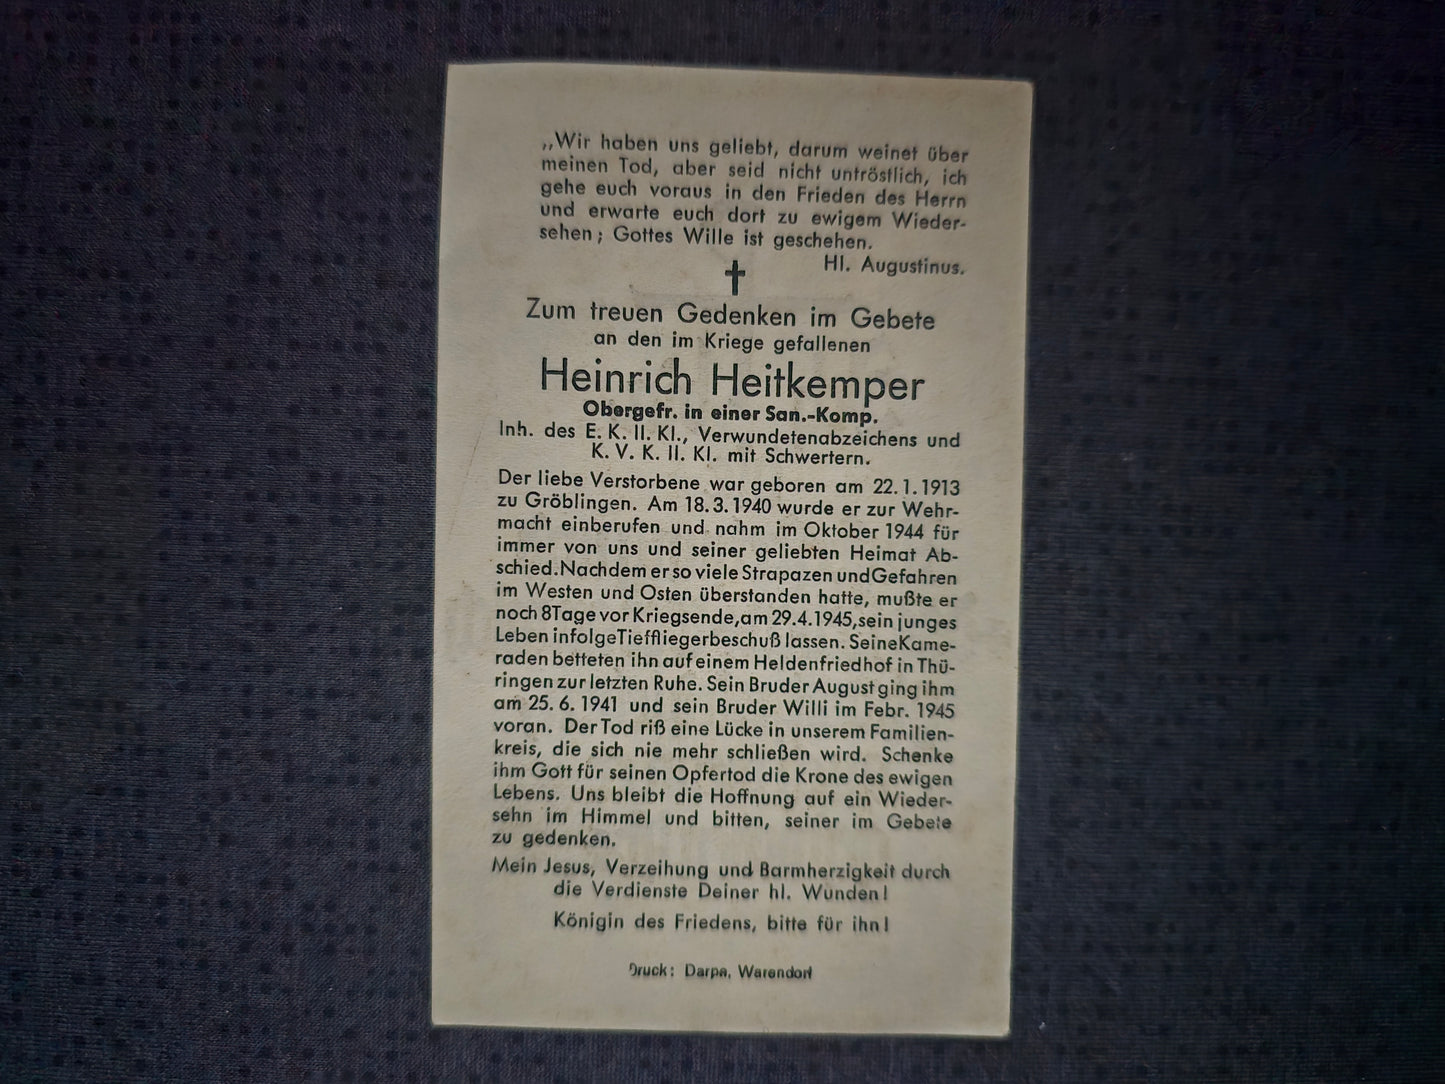 „Wir haben uns geliebt, darum weinet über
meinen Tod, aber seid nicht untröstlich, ich
gehe euch voraus in den Frieden des Herrn
und erwarte euch dort zu ewigem Wieder-
sehen; Gottes Wille ist geschehen.
Hl. Augustinus.
Zum treuen Gedenken im Gebete
an den im Kriege gefallenen
Heinrich Heitkemper
Obergefr. in einer San.-Komp.
Inh. des E. K. II. Kl., Verwundetenabzeichens und
K. V. K. II. Kl. mit Schwertern.
Der liebe Verstorbene war geboren am 22. 1. 1913
zu Gröblingen. Am 18. 3. 1940 wurde er zur Wehr-
macht einberufen und nahm im Oktober 1944 für
immer von uns und seiner geliebten Heimat Ab-
schied. Nachdem er so viele Strapazen und Gefahren
im Westen und Osten überstanden hatte, mußte er
noch 8 Tage vor Kriegsende, am 29.4.1945, sein junges
Leben infolge Tieffliegerbeschuß lassen. Seine Kame-
raden betteten ihn auf einem Heldenfriedhof in Thü-
ringen zur letzten Ruhe. Sein Bruder August ging ihm
am 25. 6. 1941 und sein Bruder Willi im Febr. 1945
voran. Der Tod riß eine Lücke in unserem Familien-
kreis, die sich nie mehr schließen wird. Schenke
ihm Gott für seinen Opfertod die Krone des ewigen
Lebens. Uns bleibt die Hoffnung auf ein Wieder-
sehn im Himmel und bitten, seiner im Gebete
zu gedenken.
Mein Jesus, Verzeihung und Barmherzigkeit durch
die Verdienste Deiner hl. Wunden!
Königin des Friedens, bitte für ihn!
Druck: Darpe, Warendorf